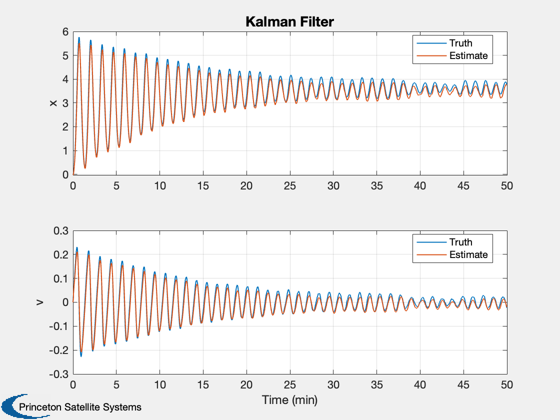 Kalman Filter
6
5
4
3
2
1
0
x
Truth
Estimate
0 5 10 15 20 25 30 35 40 45 50
0.3
0.2
0.1
0
-0.1
-0.2
-0.3
v
Truth
Estimate
0 5 10 15 20 25 30 35 40 45 50
Time (min)
Princeton Satellite Systems